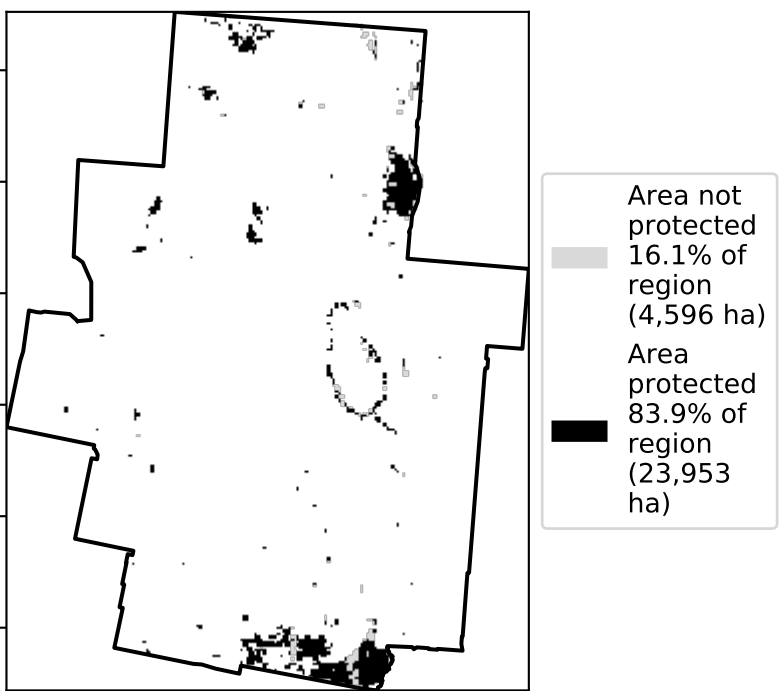 Area not
protected
16.1% of
region
(4,596 ha)
Area
protected
83.9% of
region
(23,953
ha)